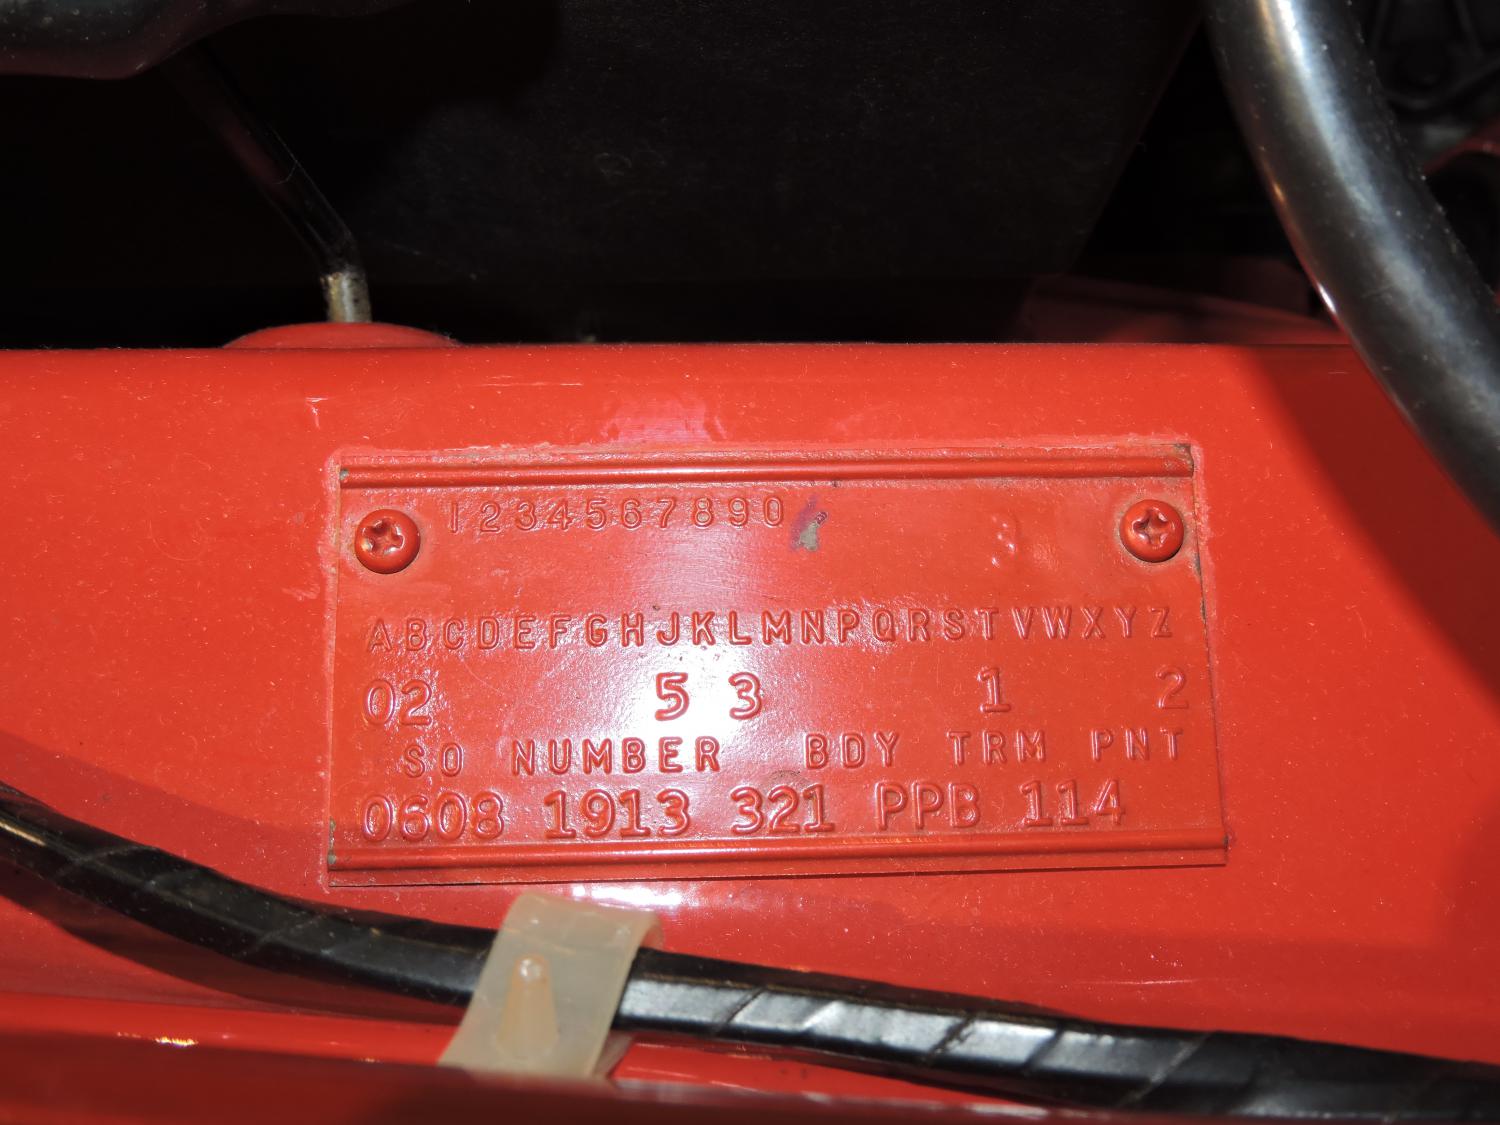 1234567890
ABCDEFGHJKLMNPQRSTVWXYZ
02 5 3 1 2
SO NUMBER BDY TRM PNT
0608 1913 321 PPB 114